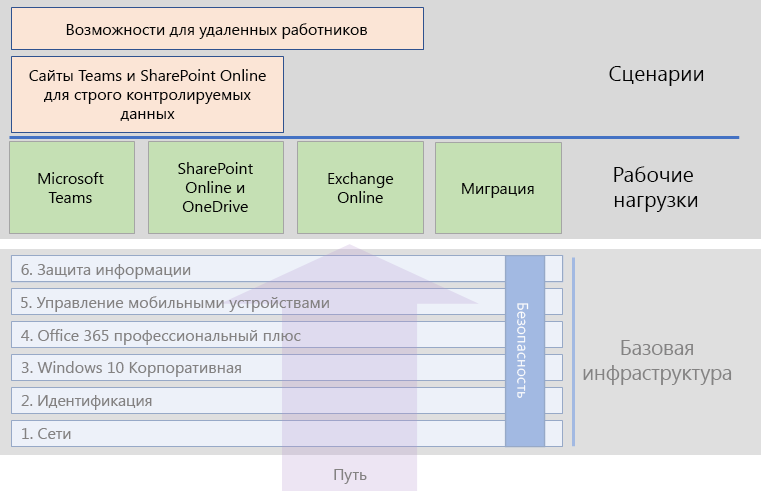 Возможности для удаленных работников
Сайты Teams и SharePoint Online
для строго контролируемых
данных
Сценарии
Microsoft
Teams
SharePoint
Online и
OneDrive
Exchange
Online
Миграция
Рабочие
нагрузки
6. Защита информации
5. Управление мобильными устройствами
4. Office 365 профессиональный плюс
3. Windows 10 Корпоративная
2. Идентификация
1. Сети
Безопасность
Базовая
инфраструктура
Путь